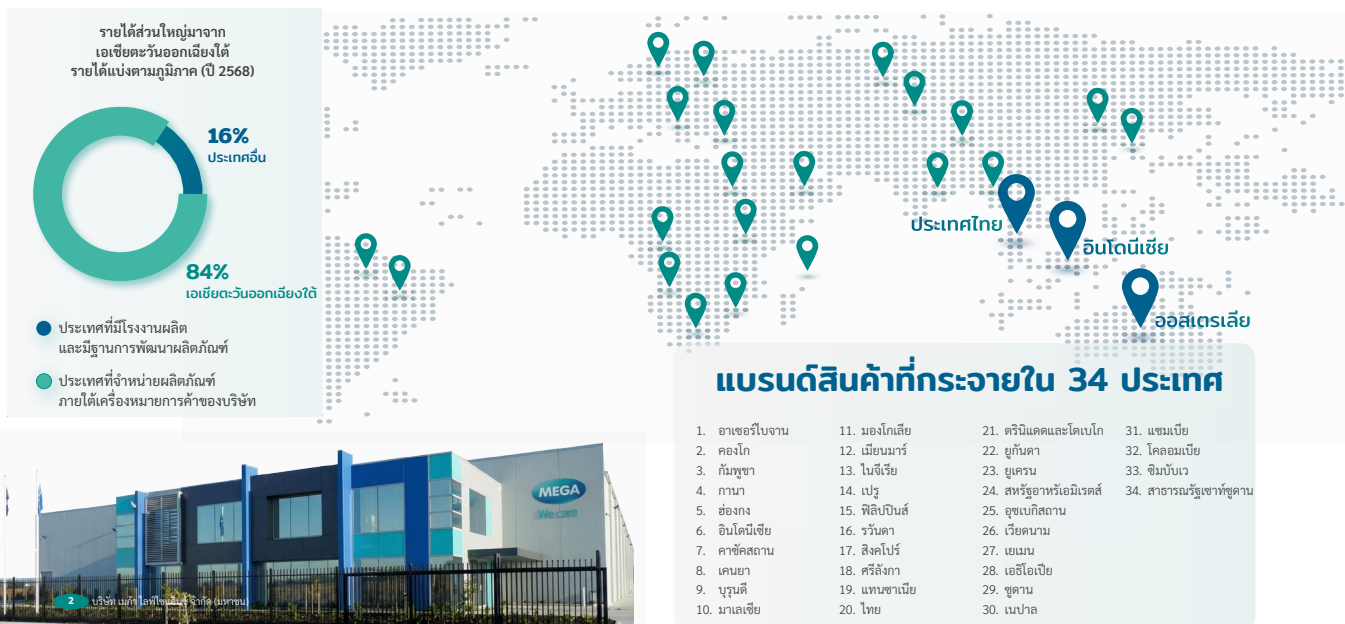 รายได้ส่วนใหญ่มาจาก
เอเชียตะวันออกเฉียงใต้
รายได้แบ่งตามภูมิภาค (ปี 2568)
16%
ประเทศอื่น
84%
เอเชียตะวันออกเฉียงใต้
ประเทศที่มีโรงงานผลิต
และมีฐานการพัฒนาผลิตภัณฑ์
ประเทศที่จำหน่ายผลิตภัณฑ์
ภายใต้เครื่องหมายการค้าของบริษัท
ประเทศไทย
อินโดนีเซีย
ออสเตรเลีย
แบรนด์สินค้าที่กระจายใน 34 ประเทศ
1. อาเซอร์ไบจาน
2. คองโก
3. กัมพูชา
4. กานา
5. ฮ่องกง
6. อินโดนีเซีย
7. คาซัคสถาน
8. เคนยา
9. บุรุนดี
10. มาเลเซีย
11. มองโกเลีย
12. เมียนมาร์
13. ไนจีเรีย
14. เปรู
15. ฟิลิปปินส์
16. รวันดา
17. สิงคโปร์
18. ศรีลังกา
19. แทนซาเนีย
20. ไทย
21. ตรินิแดดและโตเบโก
22. ยูกันดา
23. ยูเครน
24. สหรัฐอาหรัเอมิเรตส์
25. อุซเบกิสถาน
26. เวียดนาม
27. เยเมน
28. เอธิโอเปีย
29. ซูดาน
30. เนปาล
31. แซมเบีย
32. โคลอมเบีย
33. ซิมบับเว
34. สาธารณรัฐเซาท์ซูดาน
MEGA
We care
2 บริษัท เมก้า ไลฟ์ไซแอ็นซ์ จำกัด (มหาชน)